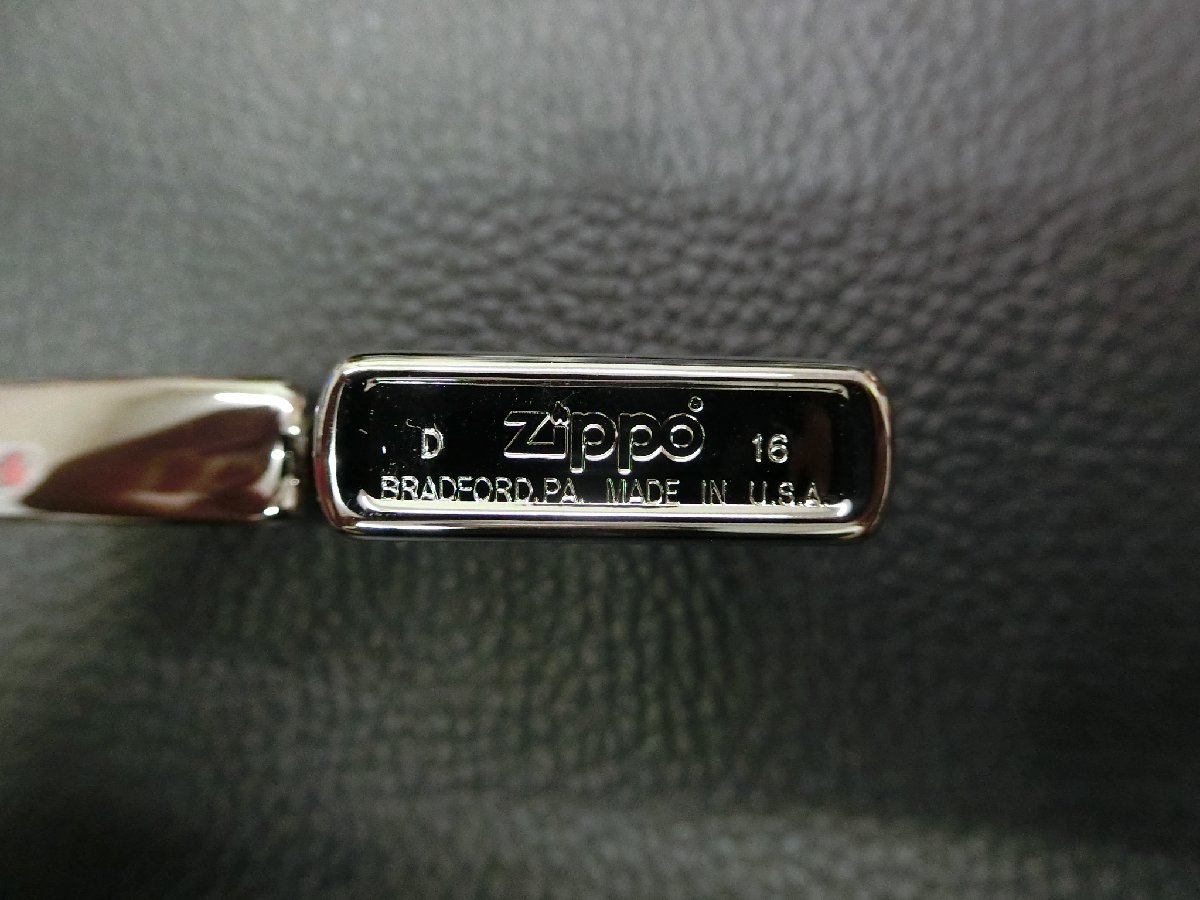 D Zippo® 16
BRADFORD,PA. MADE IN U.S.A.